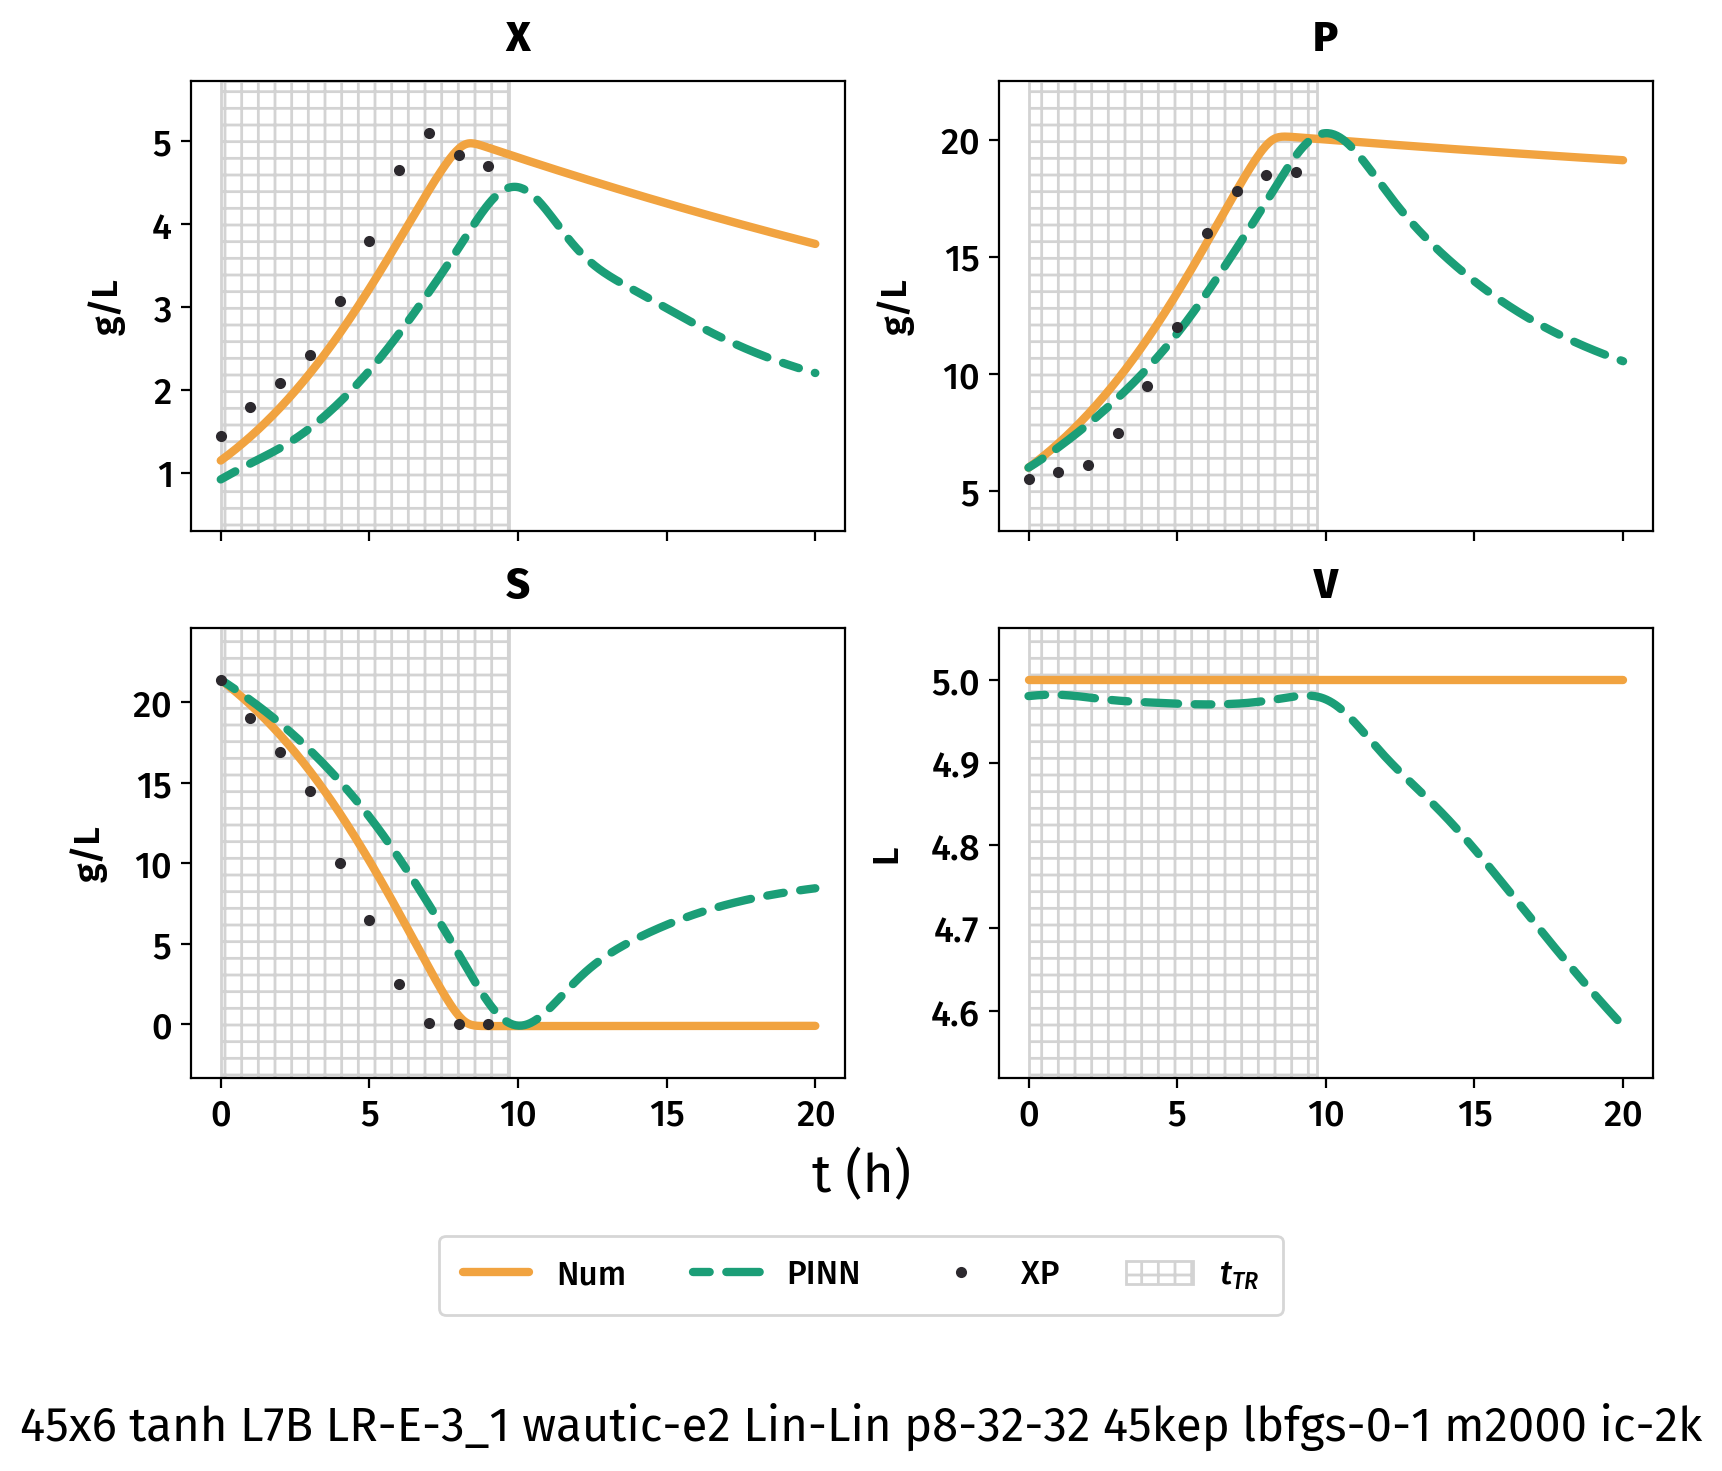 X
P
5
4
3
2
1
g/L
20
15
10
5
g/L
S
V
20
15
10
5
0
g/L
5.0
4.9
4.8
4.7
4.6
L
0 5 10 15 20
0 5 10 15 20
t (h)
Num PINN XP tTR
45x6 tanh L7B LR-E-3_1 wautic-e2 Lin-Lin p8-32-32 45kep lbfgs-0-1 m2000 ic-2k